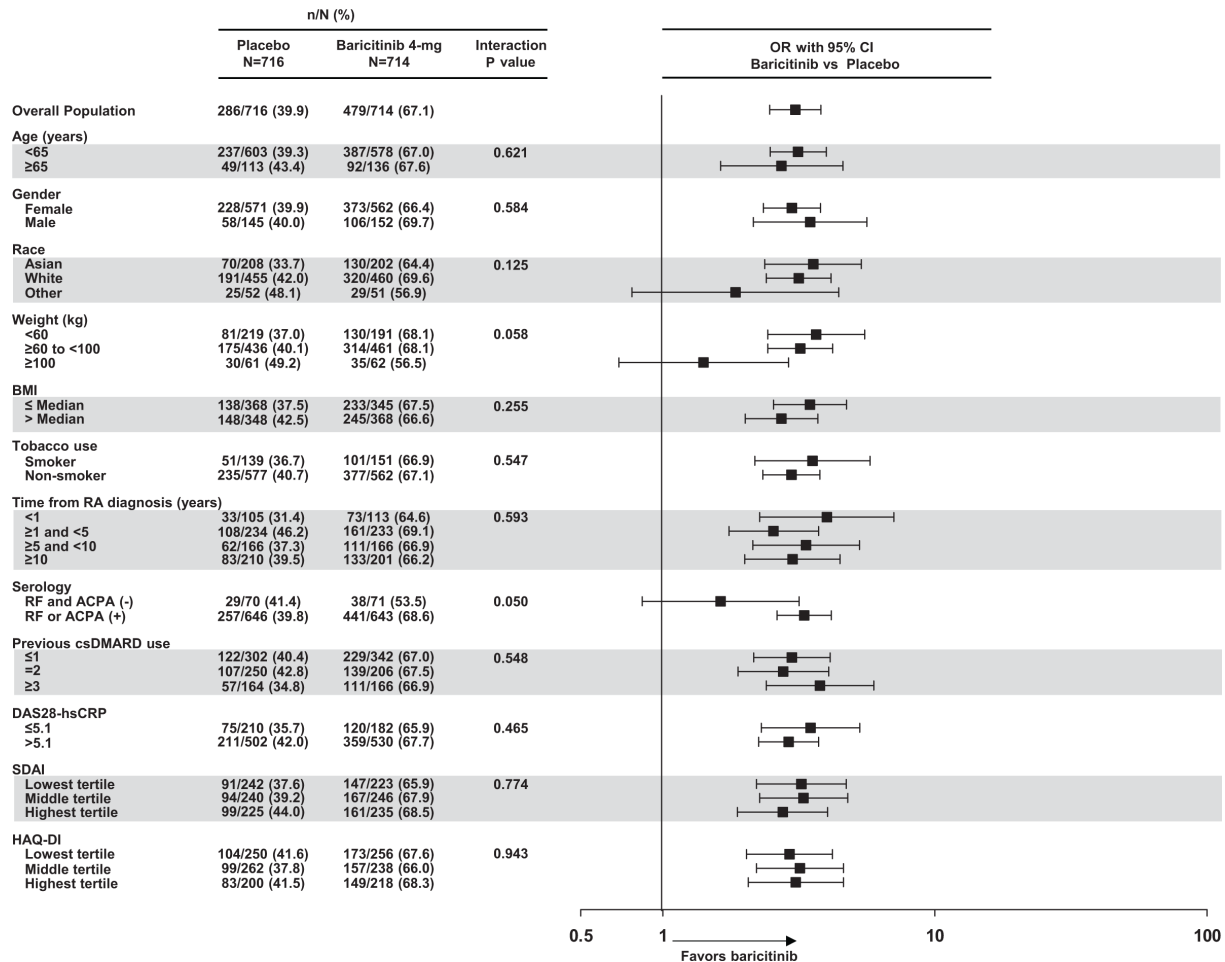 n/N (%)
Placebo Baricitinib 4-mg Interaction OR with 95% CI
N=716 N=714 P value Baricitinib vs Placebo
Overall Population 286/716 (39.9) 479/714 (67.1)
Age (years)
<65 237/603 (39.3) 387/578 (67.0) 0.621
≥65 49/113 (43.4) 92/136 (67.6)
Gender
Female 228/571 (39.9) 373/562 (66.4) 0.584
Male 58/145 (40.0) 106/152 (69.7)
Race
Asian 70/208 (33.7) 130/202 (64.4) 0.125
White 191/455 (42.0) 320/460 (69.6)
Other 25/52 (48.1) 29/51 (56.9)
Weight (kg)
<60 81/219 (37.0) 130/191 (68.1) 0.058
≥60 to <100 175/436 (40.1) 314/461 (68.1)
≥100 30/61 (49.2) 35/62 (56.5)
BMI
≤ Median 138/368 (37.5) 233/345 (67.5) 0.255
> Median 148/348 (42.5) 245/368 (66.6)
Tobacco use
Smoker 51/139 (36.7) 101/151 (66.9) 0.547
Non-smoker 235/577 (40.7) 377/562 (67.1)
Time from RA diagnosis (years)
<1 33/105 (31.4) 73/113 (64.6) 0.593
≥1 and <5 108/234 (46.2) 161/233 (69.1)
≥5 and <10 62/166 (37.3) 111/166 (66.9)
≥10 83/210 (39.5) 133/201 (66.2)
Serology
RF and ACPA (-) 29/70 (41.4) 38/71 (53.5) 0.050
RF or ACPA (+) 257/646 (39.8) 441/643 (68.6)
Previous csDMARD use
≤1 122/302 (40.4) 229/342 (67.0) 0.548
=2 107/250 (42.8) 139/206 (67.5)
≥3 57/164 (34.8) 111/166 (66.9)
DAS28-hsCRP
≤5.1 75/210 (35.7) 120/182 (65.9) 0.465
>5.1 211/502 (42.0) 359/530 (67.7)
SDAI
Lowest tertile 91/242 (37.6) 147/223 (65.9) 0.774
Middle tertile 94/240 (39.2) 167/246 (67.9)
Highest tertile 99/225 (44.0) 161/235 (68.5)
HAQ-DI
Lowest tertile 104/250 (41.6) 173/256 (67.6) 0.943
Middle tertile 99/262 (37.8) 157/238 (66.0)
Highest tertile 83/200 (41.5) 149/218 (68.3)
0.5 1 10 100
Favors baricitinib